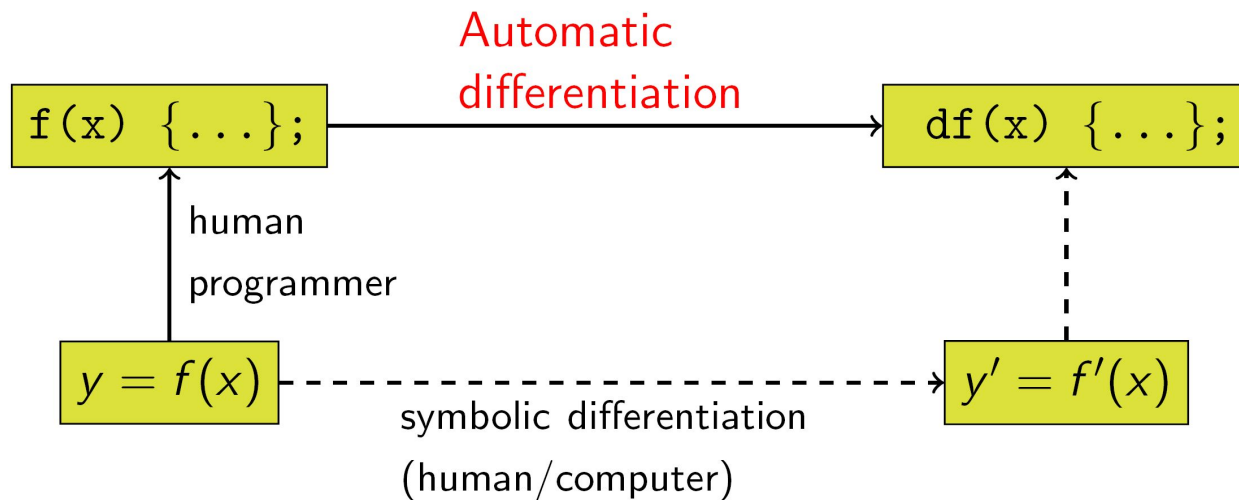 Automatic
differentiation
f(x) {...};
df(x) {...};
human
programmer
y = f(x)
y′ = f′(x)
symbolic differentiation
(human/computer)